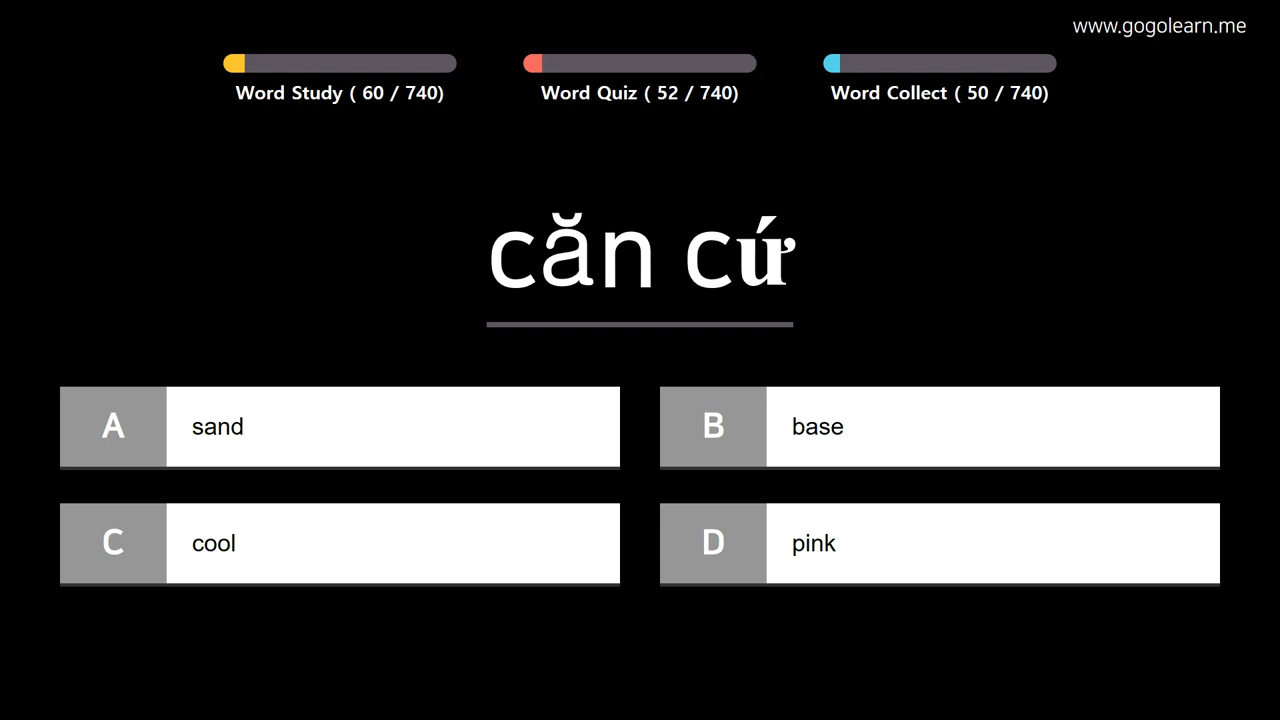 www.gogolearn.me
Word Study ( 60 / 740)
Word Quiz ( 52 / 740)
Word Collect ( 50 / 740)
căn cứ
A sand
B base
C cool
D pink